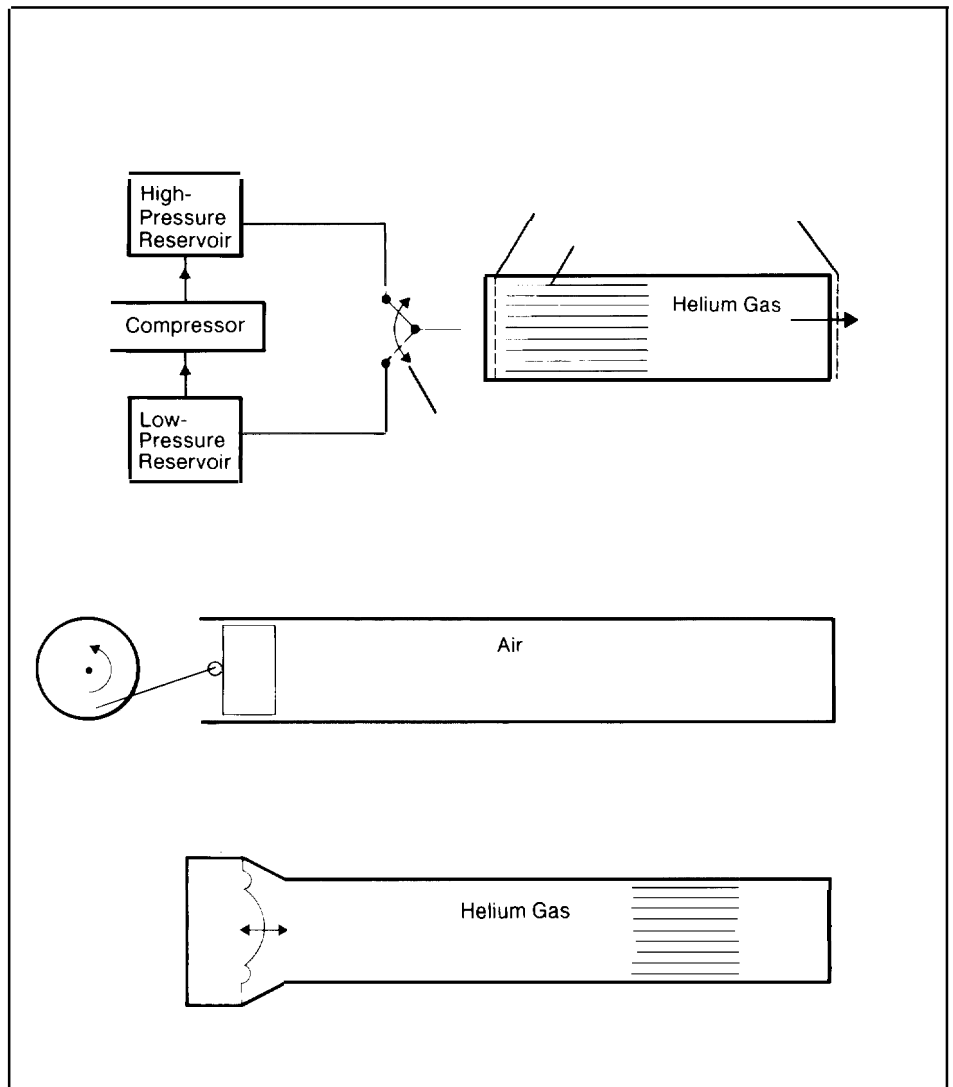 High-
Pressure
Reservoir
Compressor
Low-
Pressure
Reservoir
Helium Gas
Air
Helium Gas